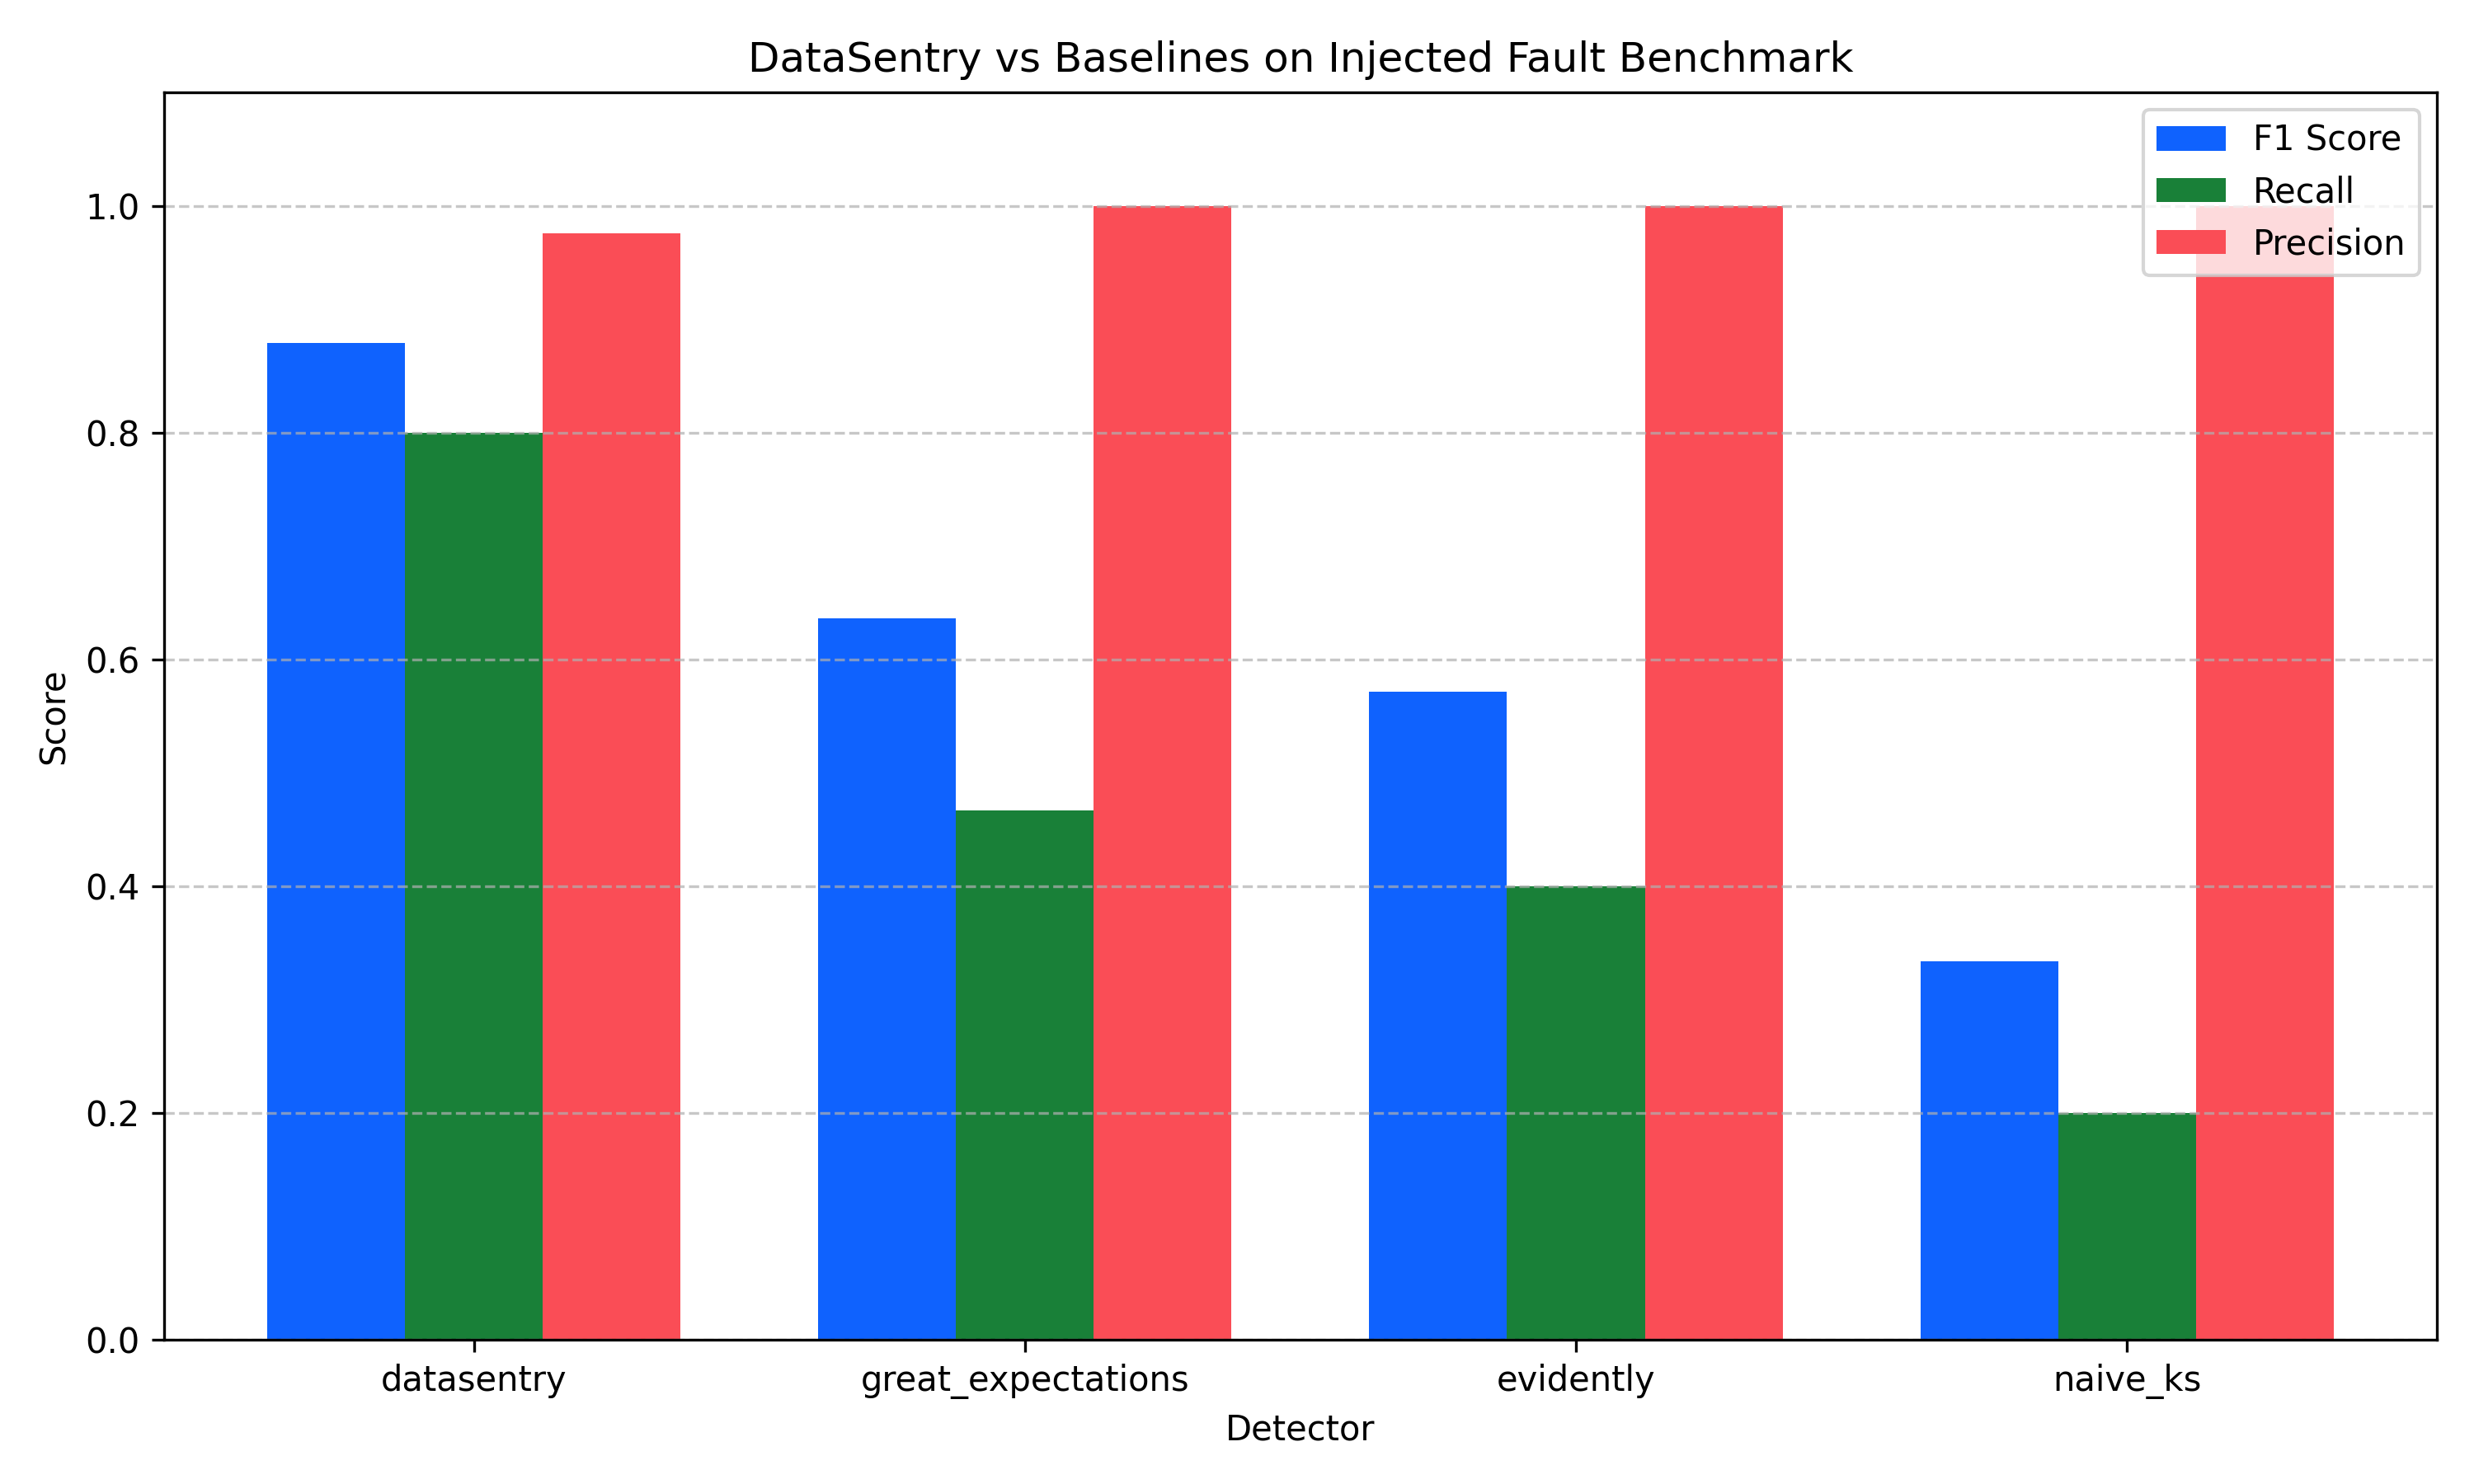 DataSentry vs Baselines on Injected Fault Benchmark
F1 Score
Recall
Precision
1.0
0.8
0.6
0.4
0.2
0.0
Score
datasentry
great_expectations
evidently
naive_ks
Detector